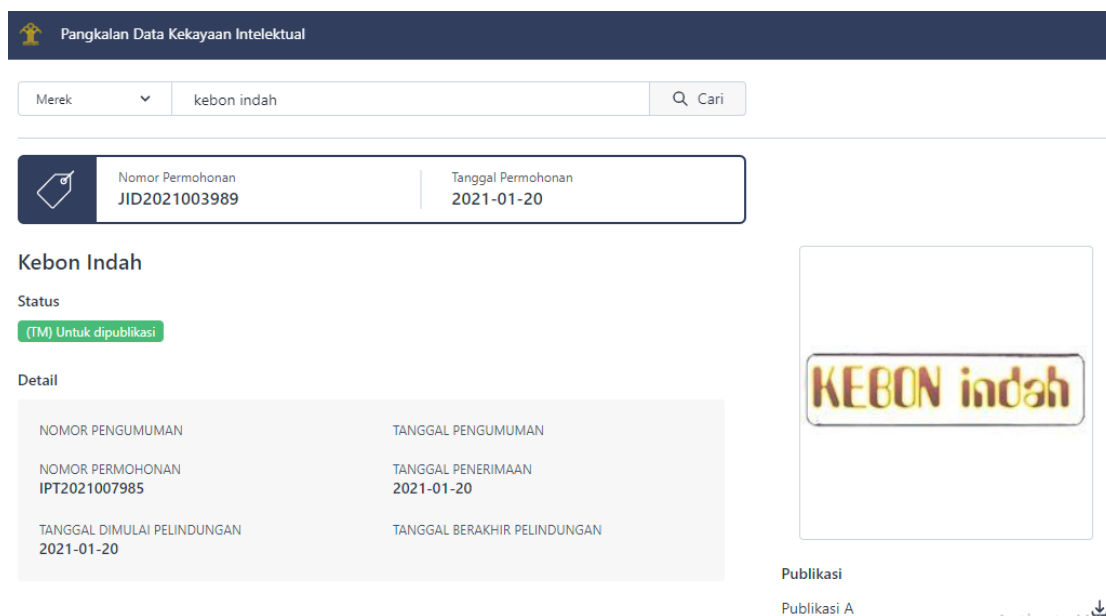 Pangkalan Data Kekayaan Intelektual
Merek
kebon indah
Cari
Nomor Permohonan
JID2021003989
Tanggal Permohonan
2021-01-20
Kebon Indah
Status
(TM) Untuk dipublikasi
Detail
NOMOR PENGUMUMAN
TANGGAL PENGUMUMAN
NOMOR PERMOHONAN
IPT2021007985
TANGGAL PENERIMAAN
2021-01-20
TANGGAL DIMULAI PELINDUNGAN
2021-01-20
TANGGAL BERAKHIR PELINDUNGAN
KEBON indah
Publikasi
Publikasi A